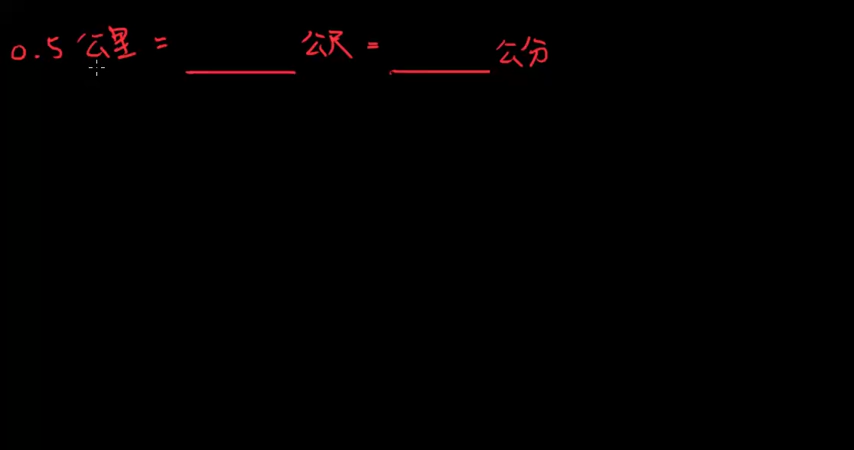 0.5 公里 = ______ 公尺 = ______ 公分